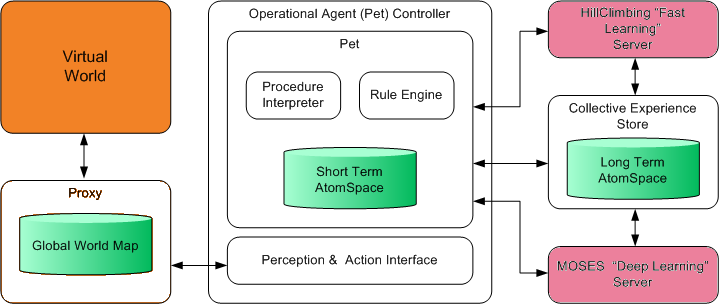 Virtual
World
Proxy
Global World Map
Operational Agent (Pet) Controller
Pet
Procedure
Interpreter
Rule Engine
Short Term
AtomSpace
Perception & Action Interface
HillClimbing "Fast
Learning"
Server
Collective Experience
Store
Long Term
AtomSpace
MOSES "Deep Learning"
Server